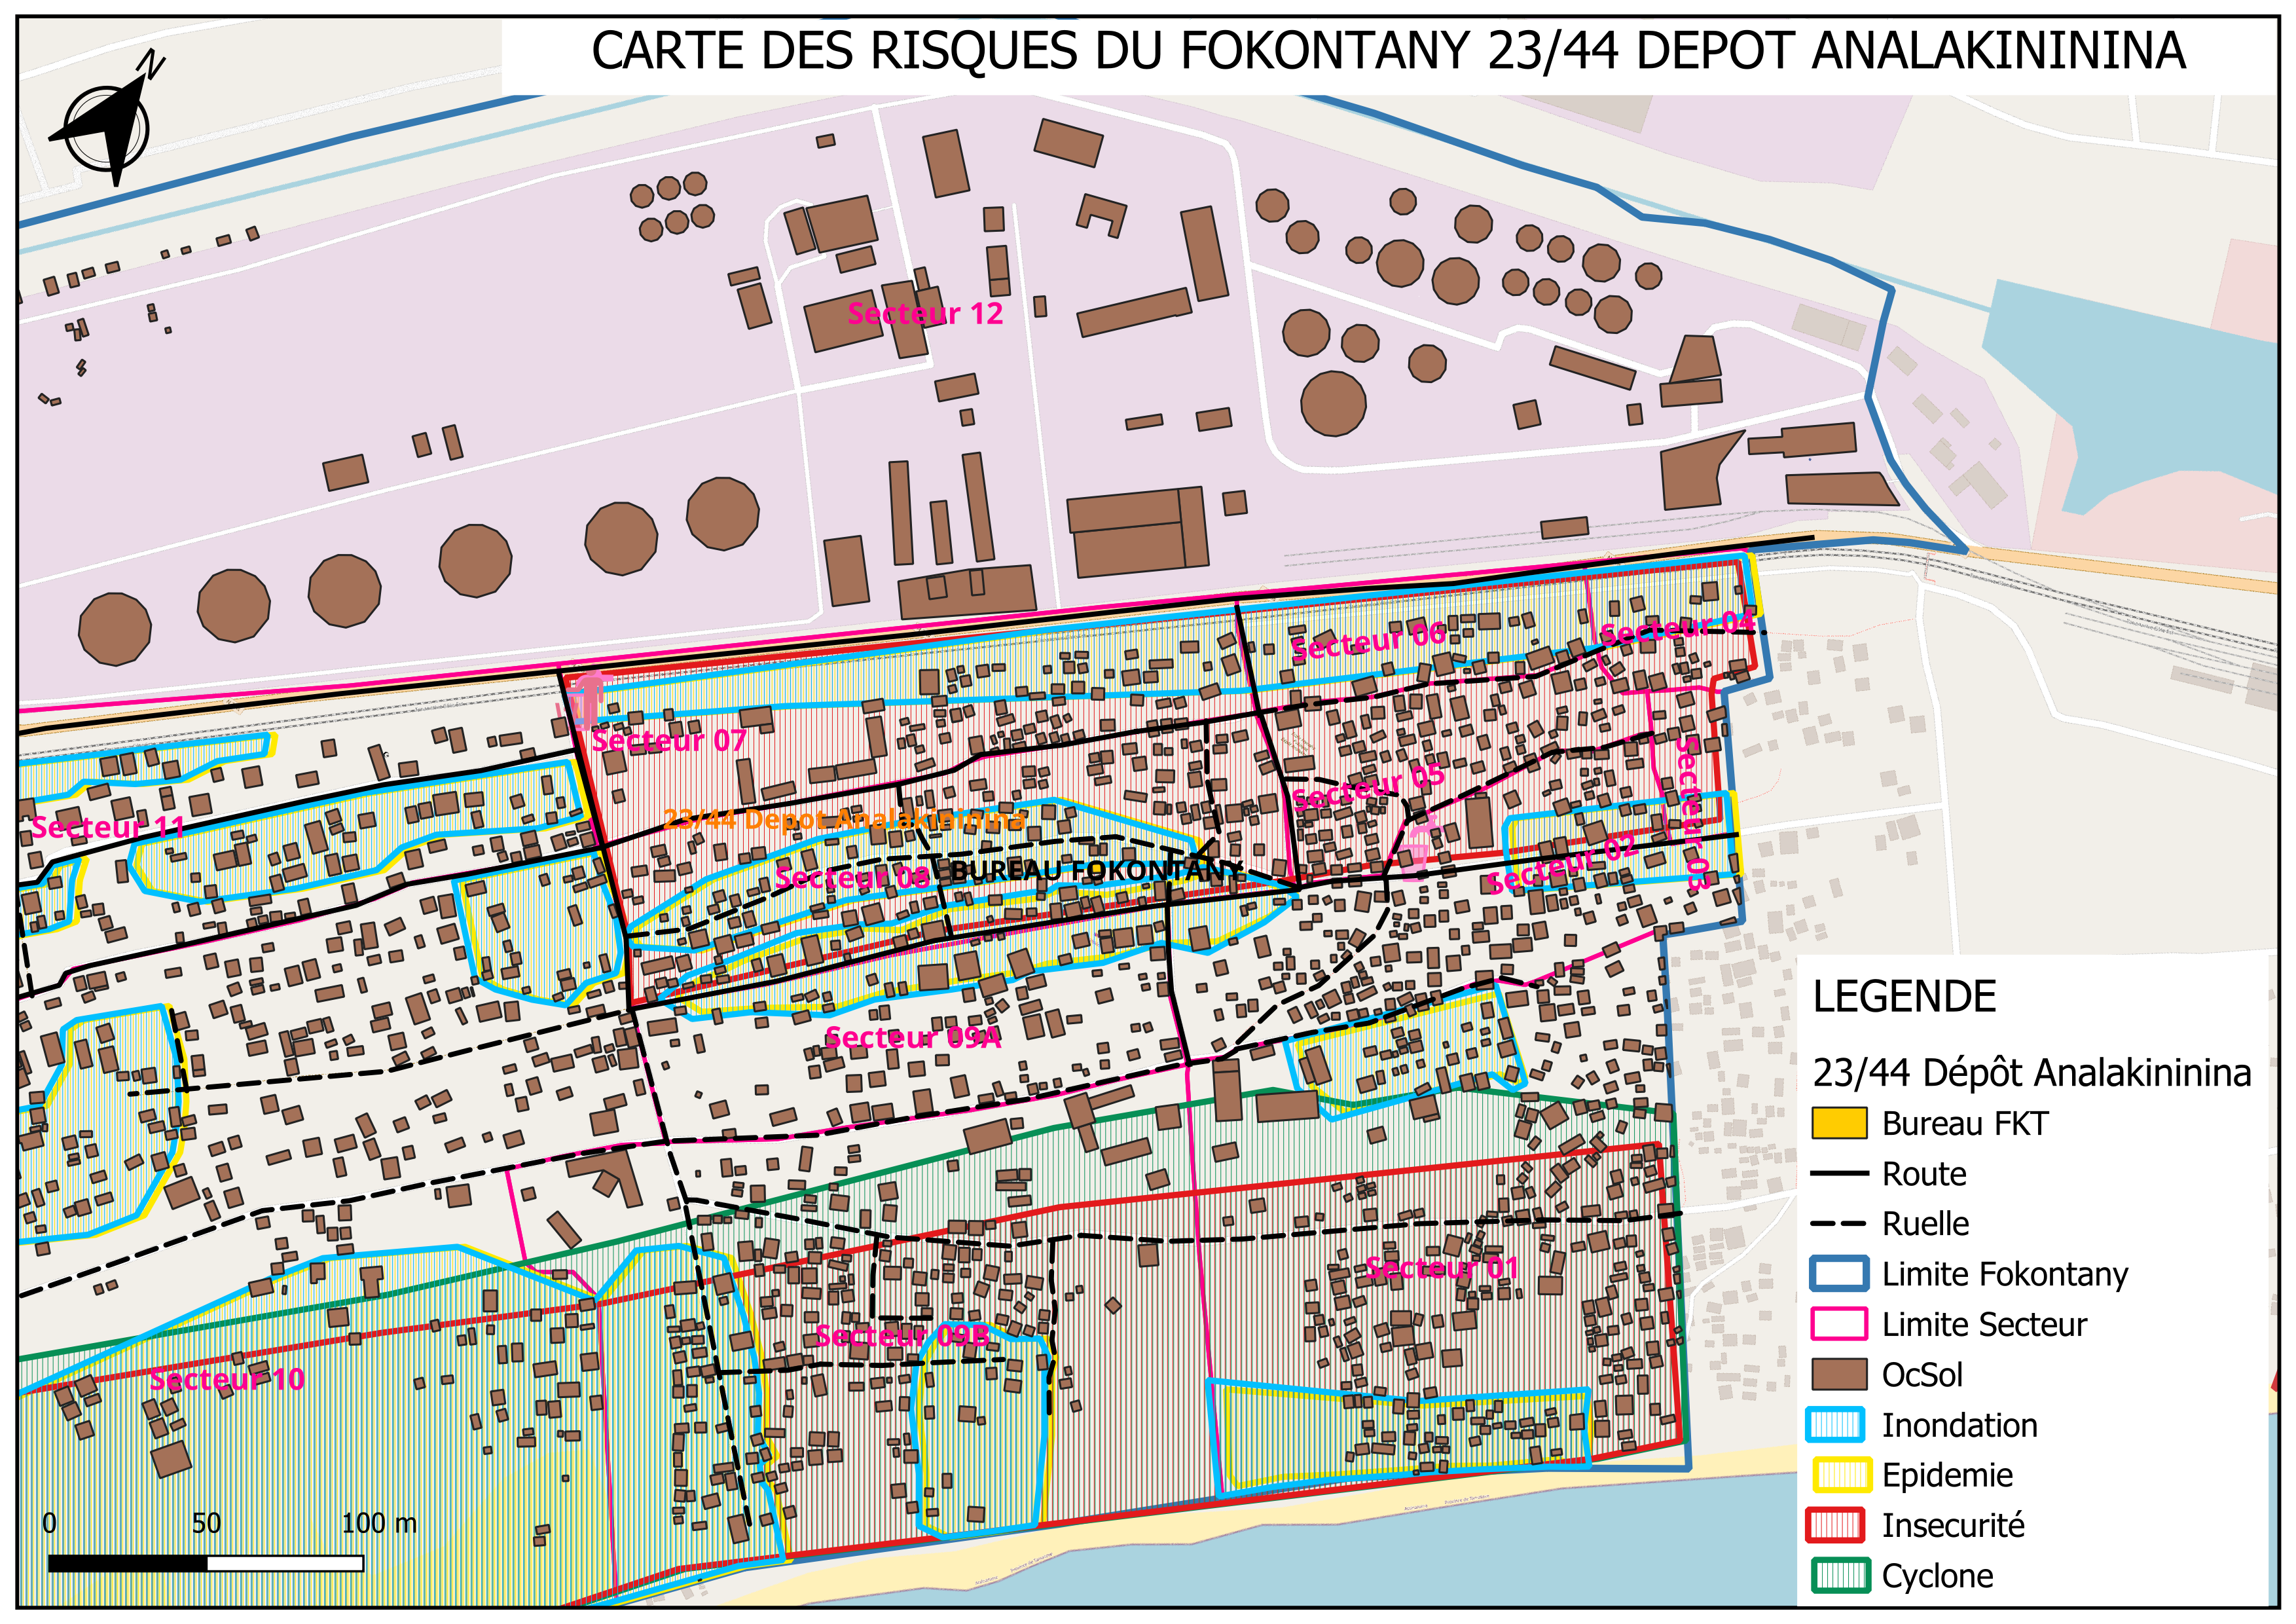 CARTE DES RISQUES DU FOKONTANY 23/44 DEPOT ANALAKINININA
N
Secteur 12
Secteur 06
Secteur 04
Secteur 07
Secteur 05
Secteur 03
23/44 Depot Analakininina
Secteur 11
Secteur 02
Secteur 08
BUREAU FOKONTANY
Secteur 09A
Secteur 01
Secteur 09B
Secteur 10
0 50 100 m
LEGENDE
23/44 Dépôt Analakininina
Bureau FKT
Route
Ruelle
Limite Fokontany
Limite Secteur
OcSol
Inondation
Epidemie
Insecurité
Cyclone